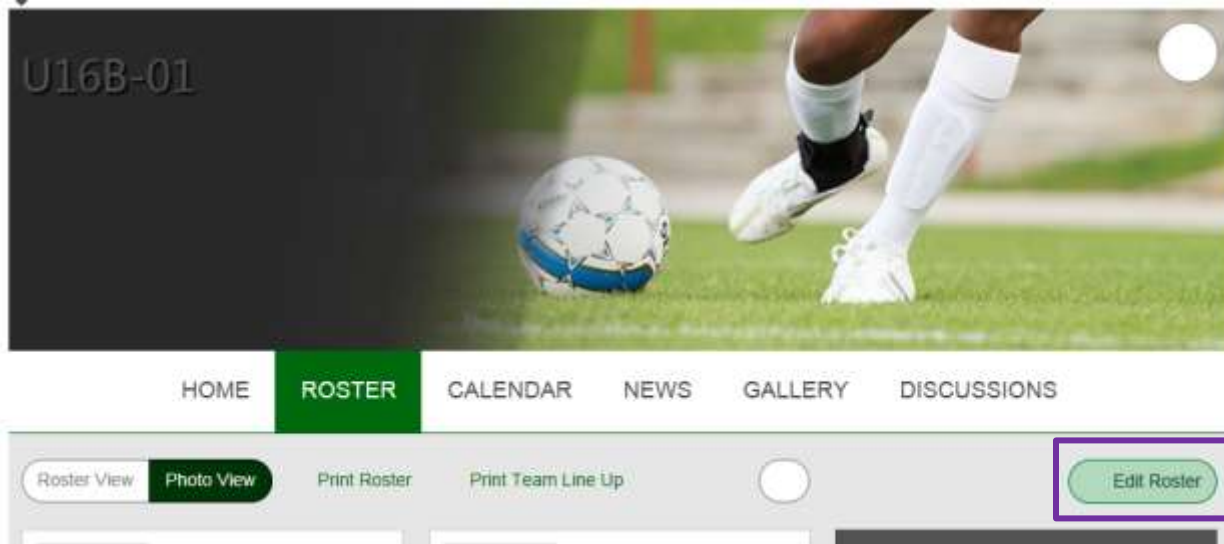 U16B-01
HOME ROSTER CALENDAR NEWS GALLERY DISCUSSIONS
Roster View Photo View Print Roster Print Team Line Up Edit Roster